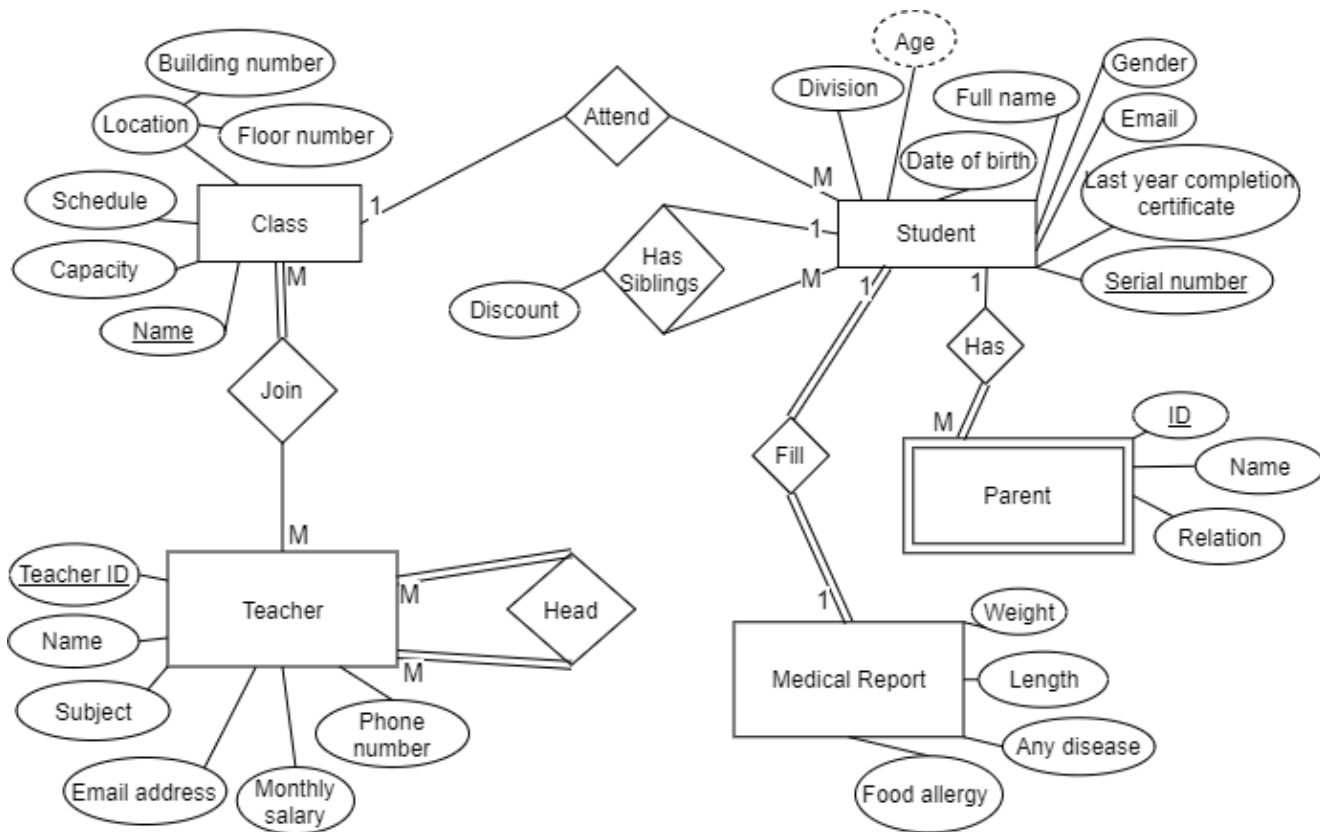 Age
Building number
Gender
Division
Full name
Location
Floor number
Attend
Email
Date of birth
Last year completion
certificate
Schedule
M
1
Class
Student
Has
Siblings
1
Capacity
M
M
Serial number
1
1
Discount
Name
Has
Join
ID
M
Fill
Name
Parent
M
Relation
Teacher ID
M
1
Teacher
Head
Weight
Name
M
Medical Report
Length
Subject
Phone
number
Any disease
Email address
Monthly
salary
Food allergy